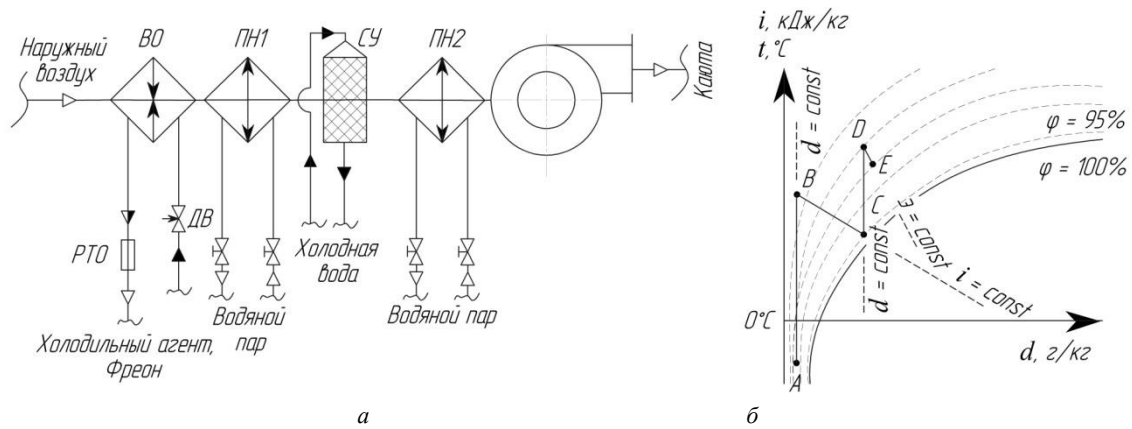 Наружный
воздух
ВО
ПН1
СУ
ПН2
Каюта
РТО
ДВ
Холодильный агент,
Фреон
Водяной
пар
Холодная
вода
Водяной пар
а
i, кДж/кг
t, °C
d = const
φ = 95%
φ = 100%
B
D
E
C
A
d = const
= const
i = const
0°C
d, г/кг
б